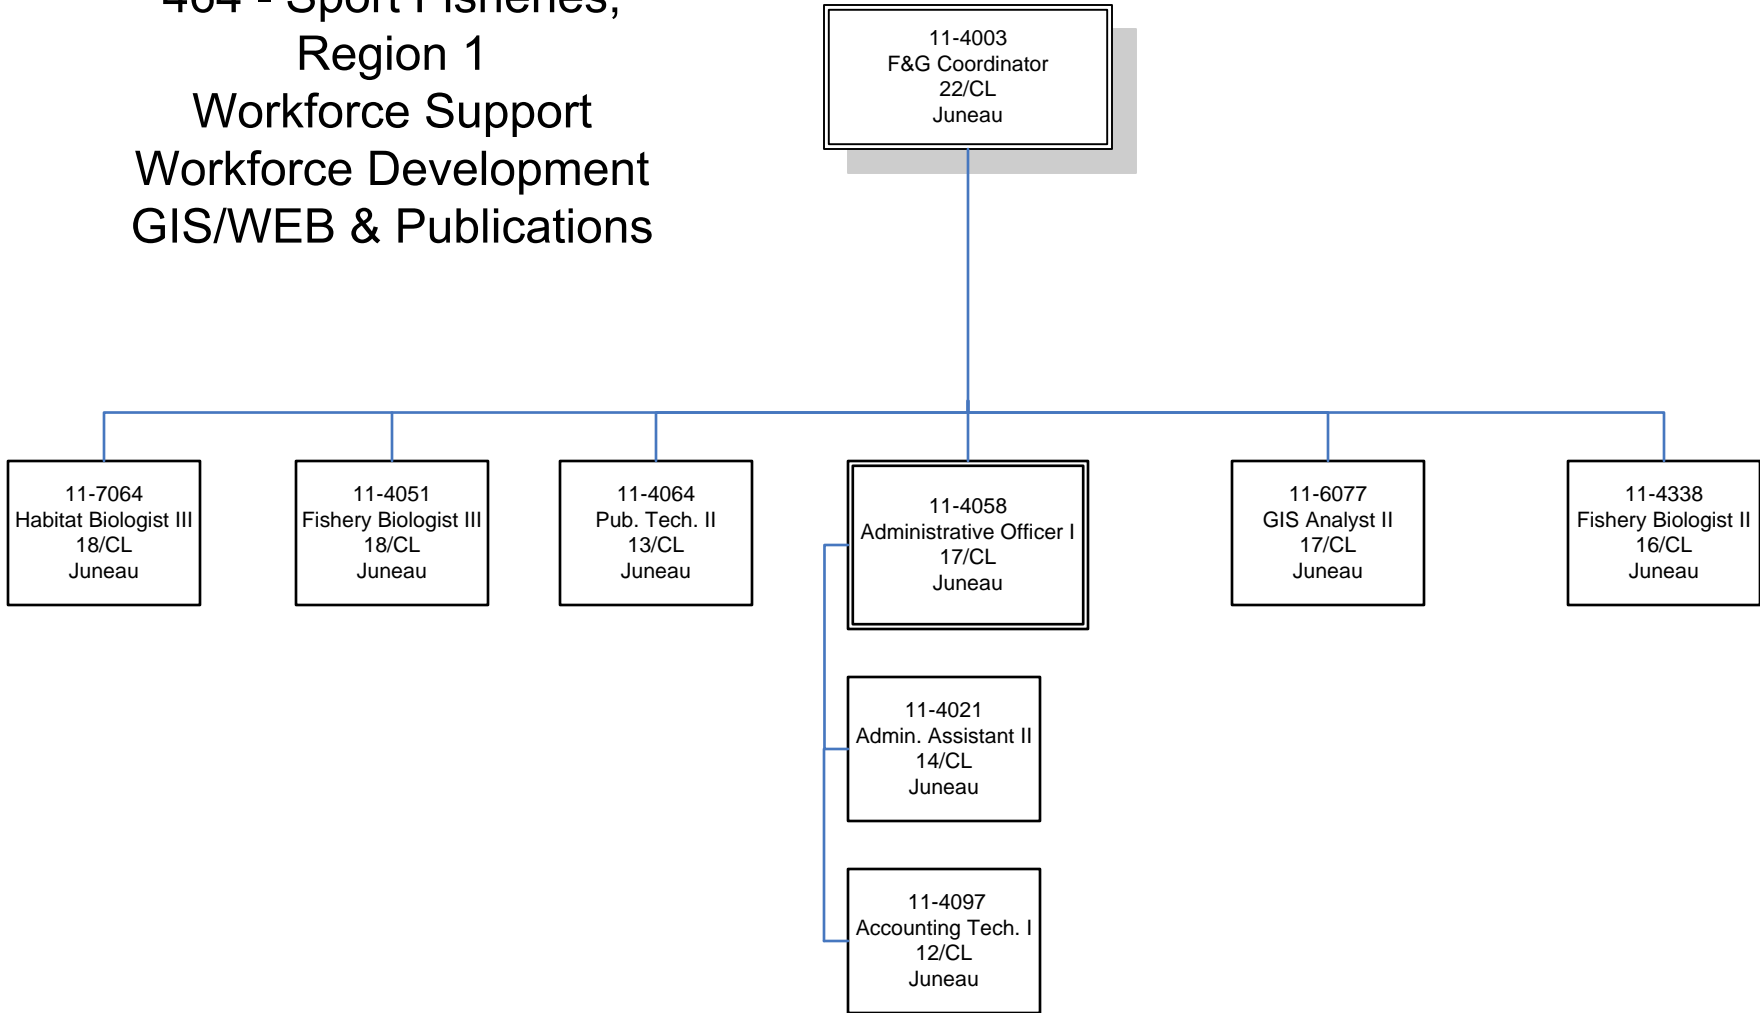 464 - Sport Fisheries,
Region 1
Workforce Support
Workforce Development
GIS/WEB & Publications
11-4003
F&G Coordinator
22/CL
Juneau
11-7064
Habitat Biologist III
18/CL
Juneau
11-4051
Fishery Biologist III
18/CL
Juneau
11-4064
Pub. Tech. II
13/CL
Juneau
11-4058
Administrative Officer I
17/CL
Juneau
11-6077
GIS Analyst II
17/CL
Juneau
11-4338
Fishery Biologist II
16/CL
Juneau
11-4021
Admin. Assistant II
14/CL
Juneau
11-4097
Accounting Tech. I
12/CL
Juneau